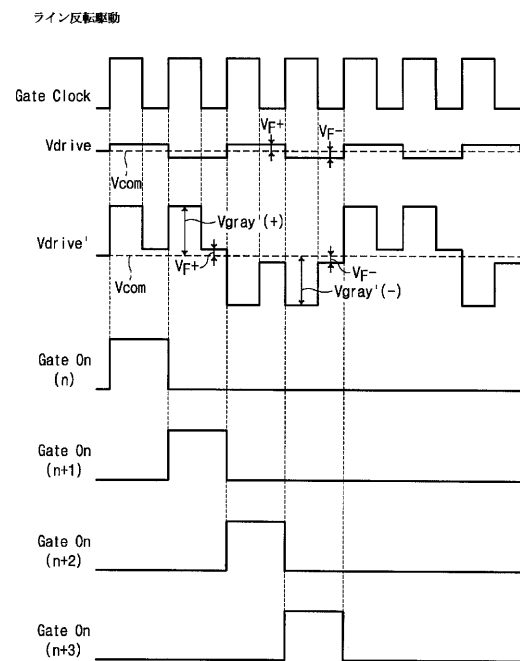 ライン反転駆動
Gate Clock
Vdrive
VF+
VF-
Vcom
Vdrive'
Vgray'(+)
VF+
VF-
Vcom
Vgray'(-)
Gate On
(n)
Gate On
(n+1)
Gate On
(n+2)
Gate On
(n+3)